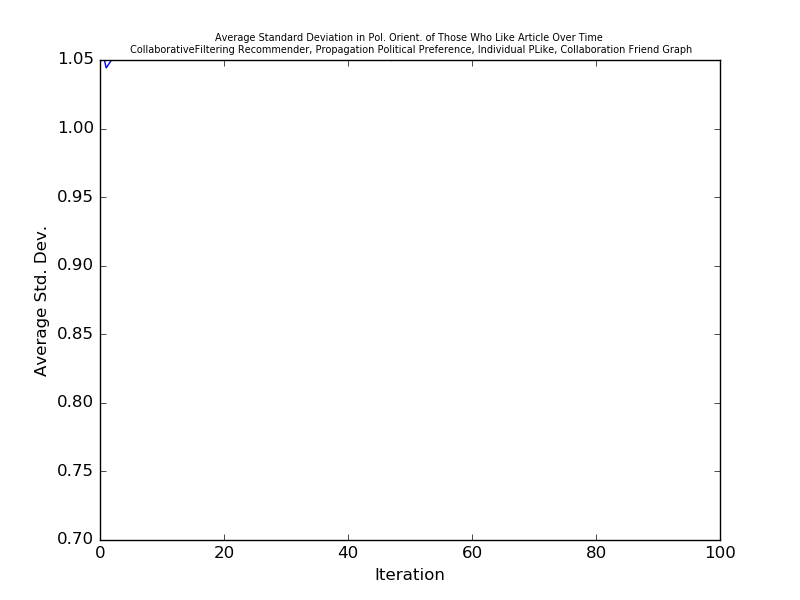 Average Standard Deviation in Pol. Orient. of Those Who Like Article Over Time
CollaborativeFiltering Recommender, Propagation Political Preference, Individual PLike, Collaboration Friend Graph
1.05
1.00
0.95
0.90
0.85
0.80
0.75
0.70
Average Std. Dev.
0 20 40 60 80 100
Iteration